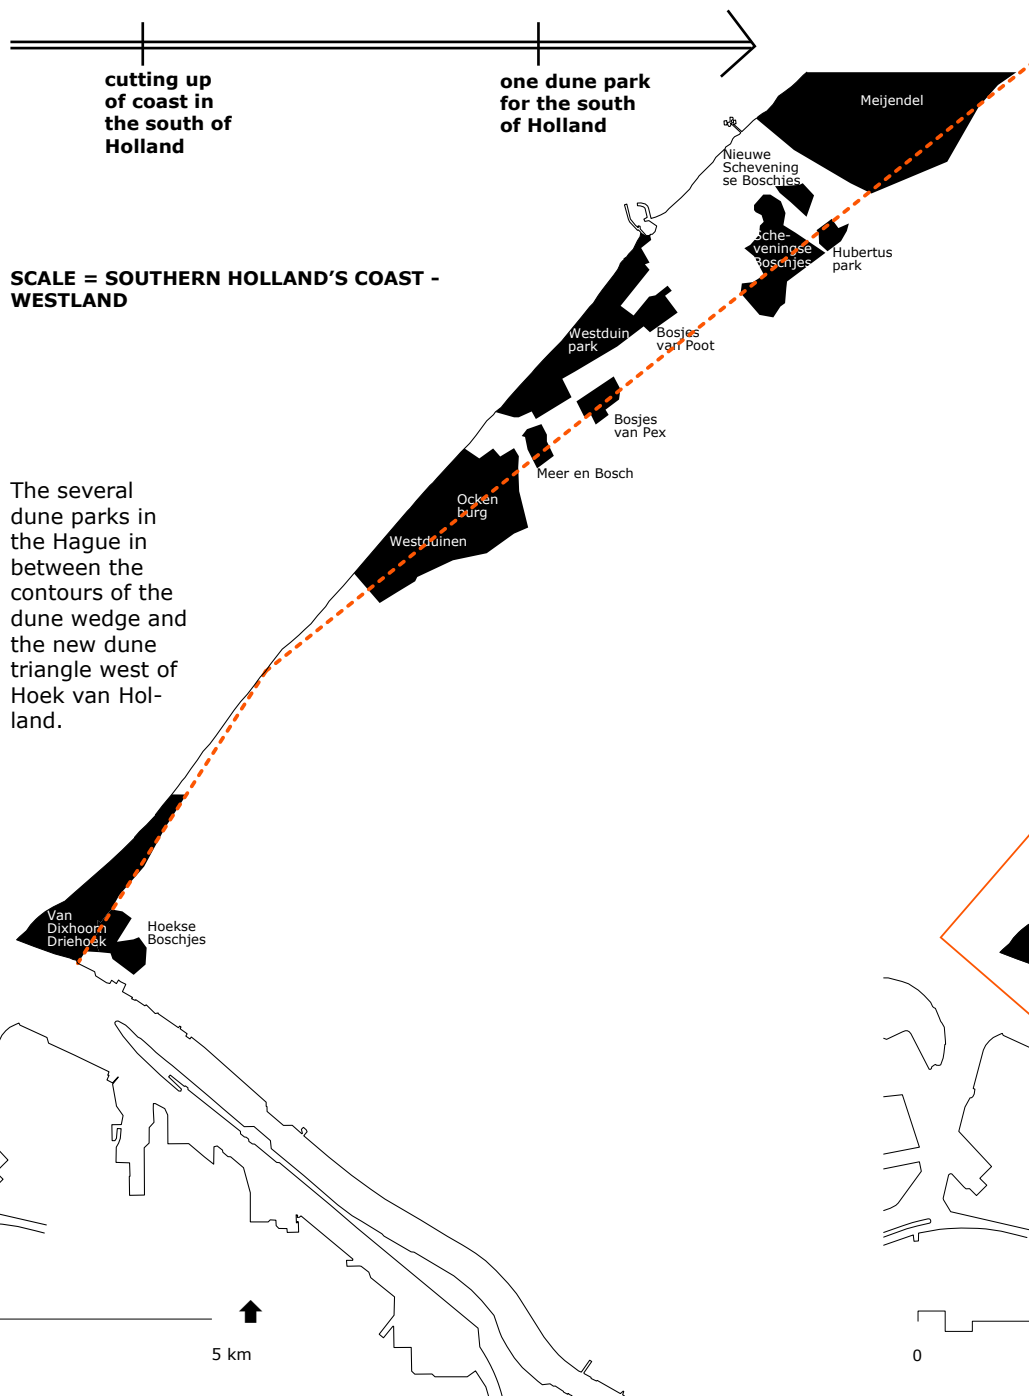 cutting up
of coast in
the south of
Holland
one dune park
for the south
of Holland
SCALE = SOUTHERN HOLLAND'S COAST -
WESTLAND
The several
dune parks in
the Hague in
between the
contours of the
dune wedge and
the new dune
triangle west of
Hoek van Hol-
land.
Meijendel
Nieuwe
Schevening
se Boschjes
Sche-
veningse
Boschjes
Hubertus
park
Westduin
park
Bosjes
van Poot
Bosjes
van Pex
Meer en Bosch
Ocken
burg
Westduinen
Van
Dixhoorn
Driehoek
Hoekse
Boschjes
5 km
0